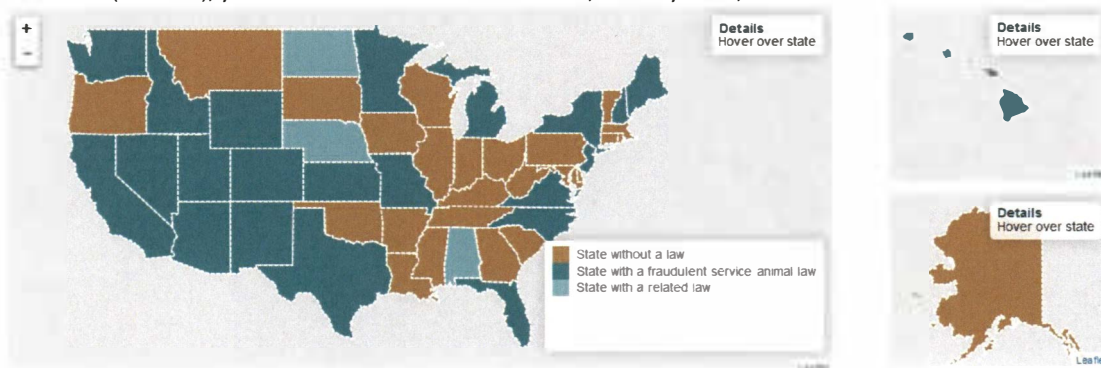 +
-
Details
Hover over state
State without a law
State with a fraudulent service animal law
State with a related law
Details
Hover over state
Details
Hover over state
Leafle